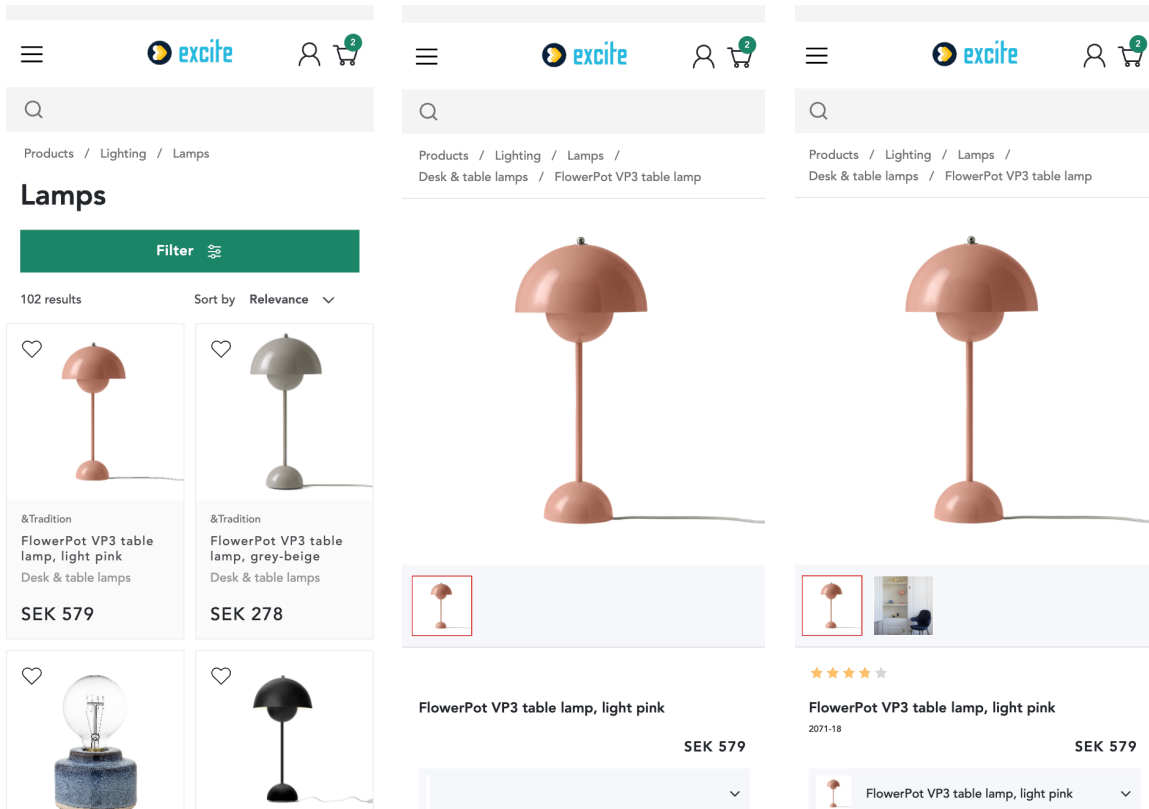 excite
2
Products / Lighting / Lamps
Lamps
Filter
102 results
Sort by Relevance
&Tradition
FlowerPot VP3 table
lamp, light pink
Desk & table lamps
SEK 579
&Tradition
FlowerPot VP3 table
lamp, grey-beige
Desk & table lamps
SEK 278
excite
2
Products / Lighting / Lamps /
Desk & table lamps / FlowerPot VP3 table lamp
FlowerPot VP3 table lamp, light pink
SEK 579
excite
2
Products / Lighting / Lamps /
Desk & table lamps / FlowerPot VP3 table lamp
FlowerPot VP3 table lamp, light pink
2071-18
SEK 579
FlowerPot VP3 table lamp, light pink